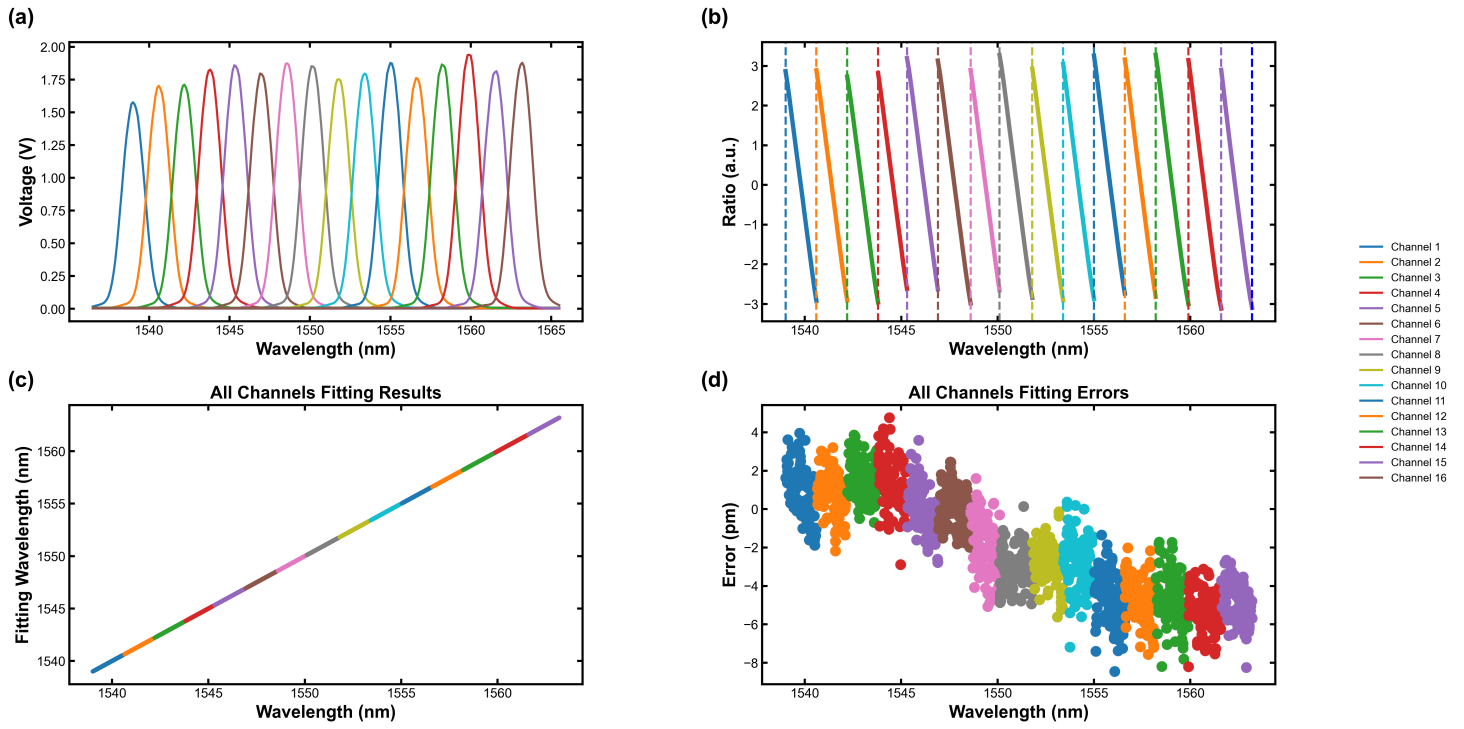 (a)
2.00
1.75
1.50
1.25
1.00
0.75
0.50
0.25
0.00
Voltage (V)
1540 1545 1550 1555 1560 1565
Wavelength (nm)
(b)
3
2
1
0
−1
−2
−3
Ratio (a.u.)
1540 1545 1550 1555 1560
Wavelength (nm)
(c)
All Channels Fitting Results
1560
1555
1550
1545
1540
Fitting Wavelength (nm)
1540 1545 1550 1555 1560
Wavelength (nm)
(d)
All Channels Fitting Errors
4
2
0
−2
−4
−6
−8
Error (pm)
1540 1545 1550 1555 1560
Wavelength (nm)
Channel 1
Channel 2
Channel 3
Channel 4
Channel 5
Channel 6
Channel 7
Channel 8
Channel 9
Channel 10
Channel 11
Channel 12
Channel 13
Channel 14
Channel 15
Channel 16